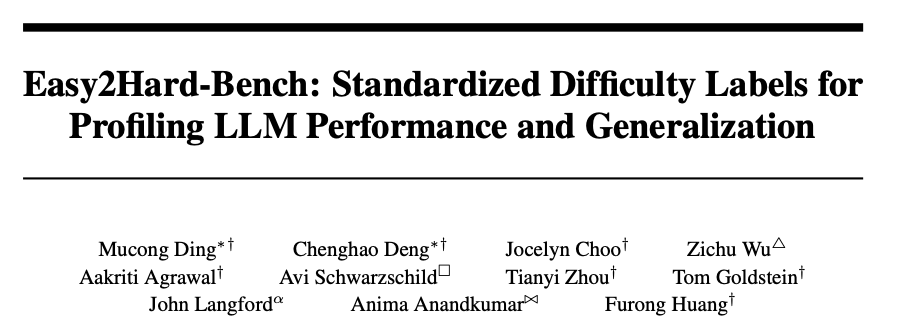 Easy2Hard-Bench: Standardized Difficulty Labels for
Profiling LLM Performance and Generalization
Mucong Ding*† Chenghao Deng*† Jocelyn Choo† Zichu Wu△
Aakriti Agrawal† Avi Schwarzschild□ Tianyi Zhou† Tom Goldstein†
John Langfordα Anima Anandkumar⋈ Furong Huang†